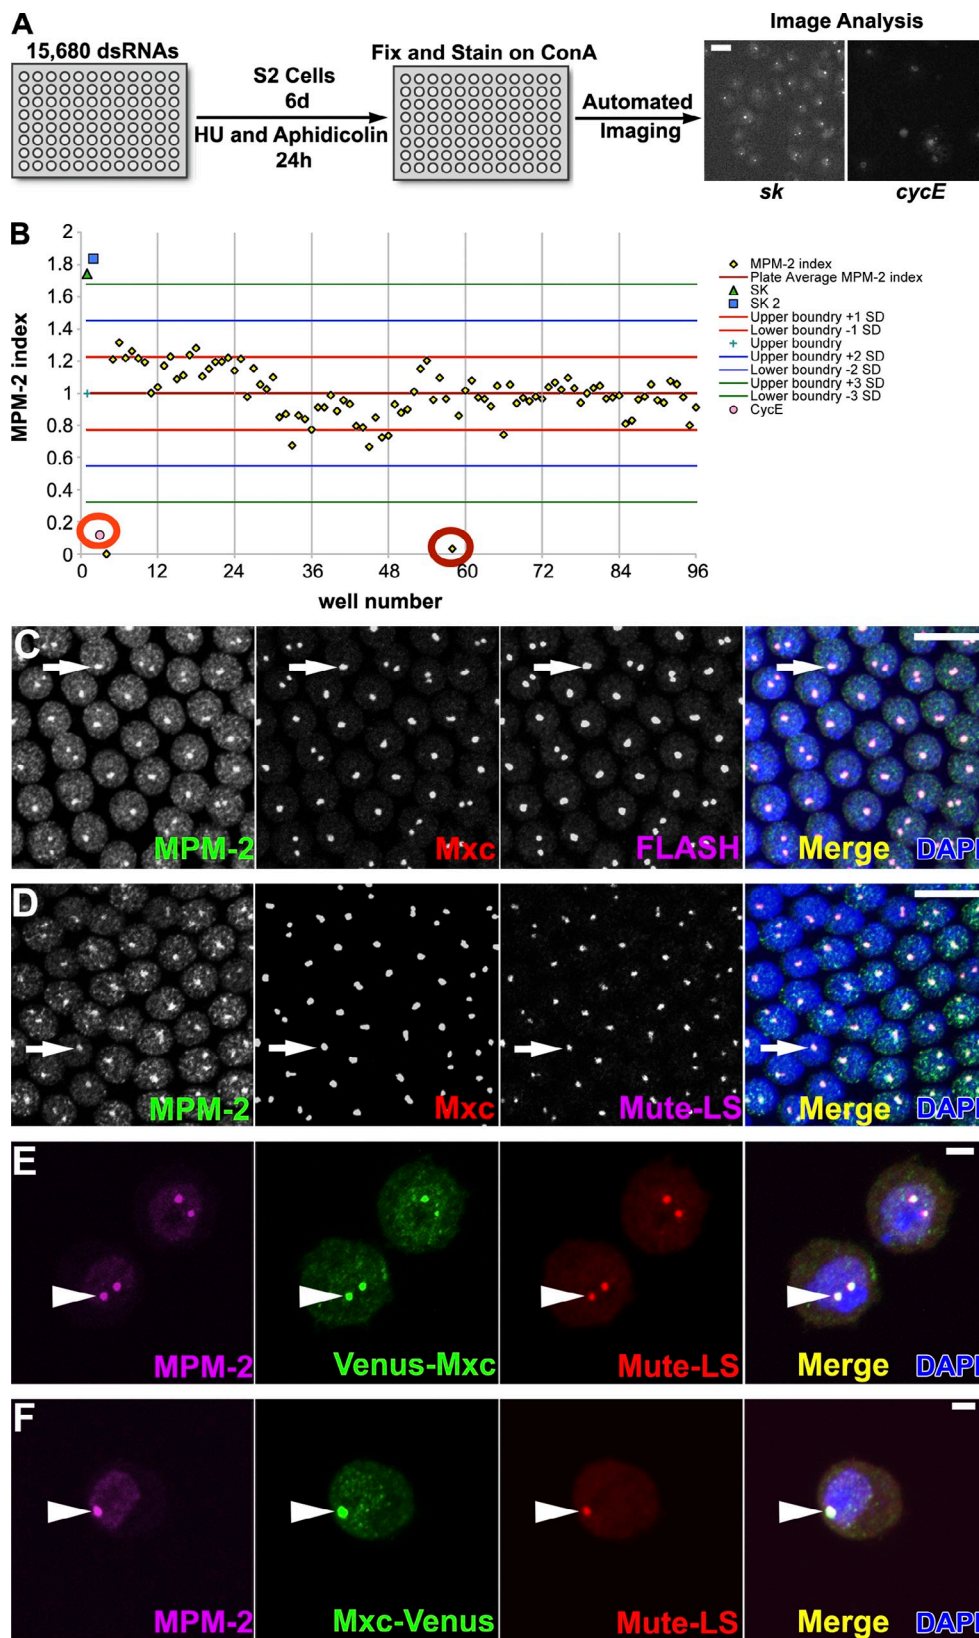 A
15,680 dsRNAs
S2 Cells
6d
HU and Aphidicolin
24h
Fix and Stain on ConA
Automated
Imaging
Image Analysis
sk
cycE
B
MPM-2 index
2
1.8
1.6
1.4
1.2
1
0.8
0.6
0.4
0.2
0
0 12 24 36 48 60 72 84 96
well number
MPM-2 index
Plate Average MPM-2 index
SK
SK 2
Upper boundry +1 SD
Lower boundry -1 SD
Upper boundry
Upper boundry +2 SD
Lower boundry -2 SD
Upper boundry +3 SD
Lower boundry -3 SD
CycE
C
MPM-2
Mxc
FLASH
Merge DAPI
D
MPM-2
Mxc
Mute-LS
Merge DAPI
E
MPM-2
Venus-Mxc
Mute-LS
Merge DAPI
F
MPM-2
Mxc-Venus
Mute-LS
Merge DAPI